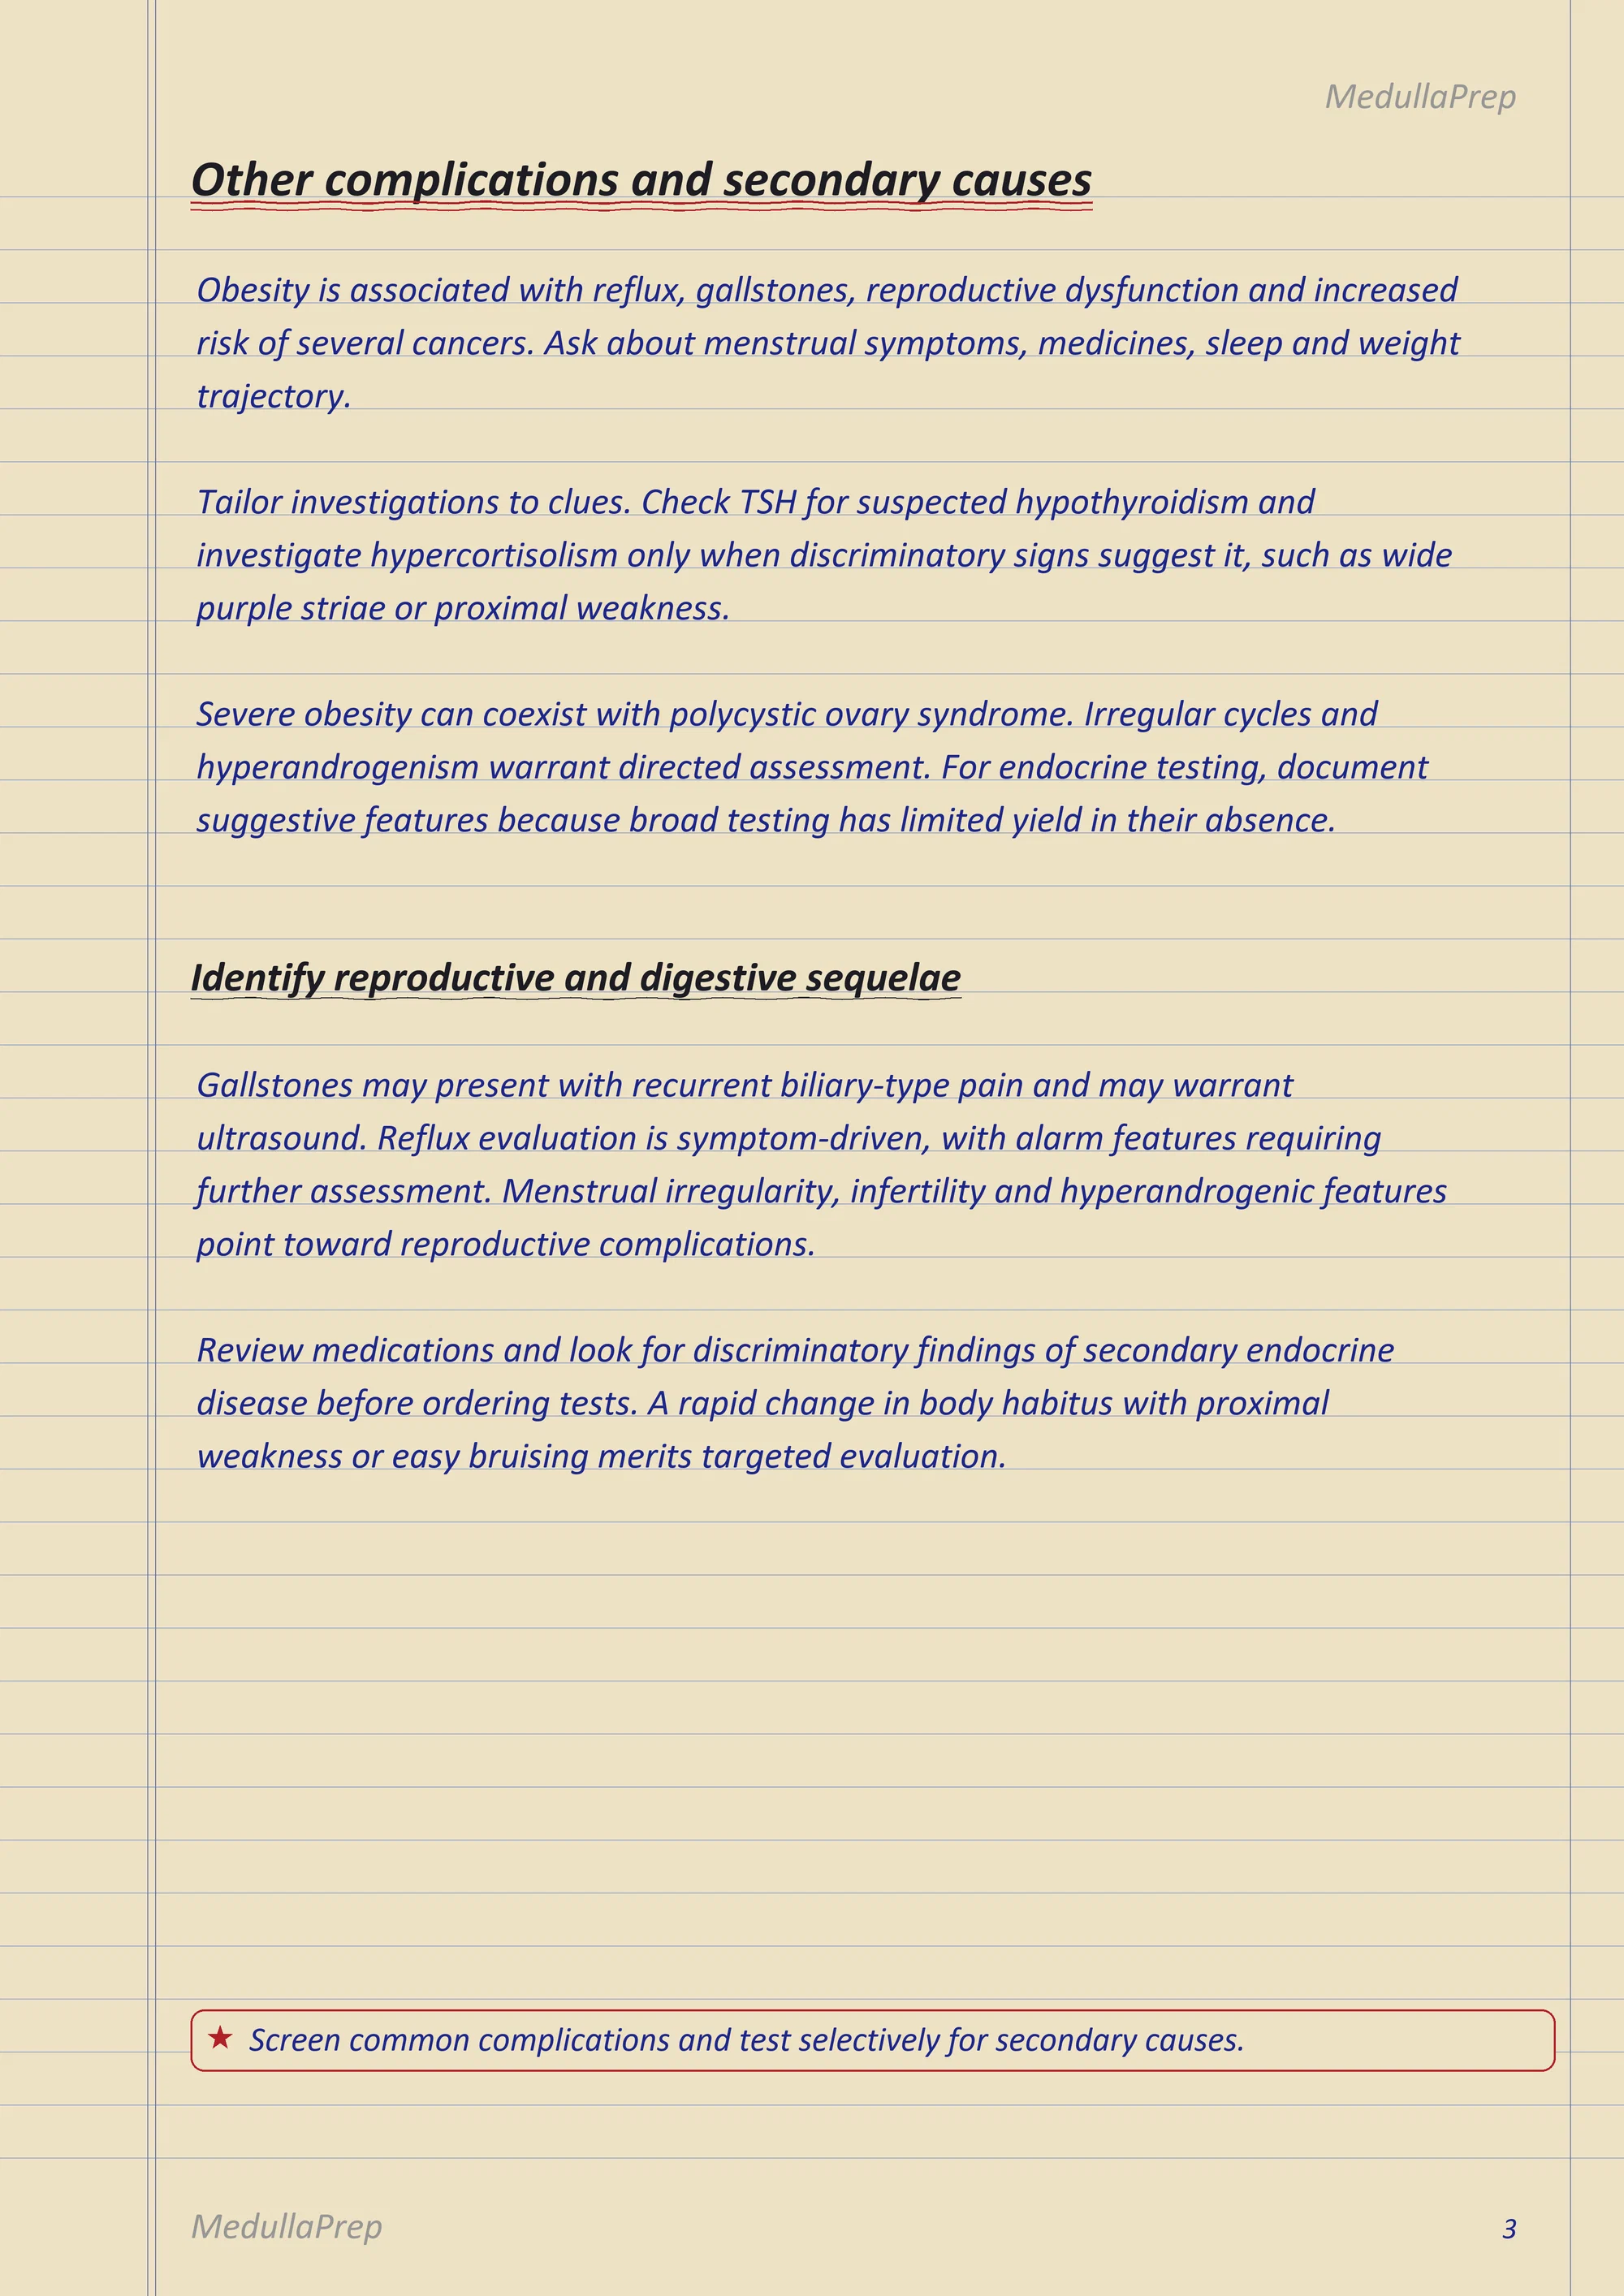 MedullaPrep
Other complications and secondary causes
Obesity is associated with reflux, gallstones, reproductive dysfunction and increased
risk of several cancers. Ask about menstrual symptoms, medicines, sleep and weight
trajectory.
Tailor investigations to clues. Check TSH for suspected hypothyroidism and
investigate hypercortisolism only when discriminatory signs suggest it, such as wide
purple striae or proximal weakness.
Severe obesity can coexist with polycystic ovary syndrome. Irregular cycles and
hyperandrogenism warrant directed assessment. For endocrine testing, document
suggestive features because broad testing has limited yield in their absence.
Identify reproductive and digestive sequelae
Gallstones may present with recurrent biliary-type pain and may warrant
ultrasound. Reflux evaluation is symptom-driven, with alarm features requiring
further assessment. Menstrual irregularity, infertility and hyperandrogenic features
point toward reproductive complications.
Review medications and look for discriminatory findings of secondary endocrine
disease before ordering tests. A rapid change in body habitus with proximal
weakness or easy bruising merits targeted evaluation.
★ Screen common complications and test selectively for secondary causes.
MedullaPrep
3